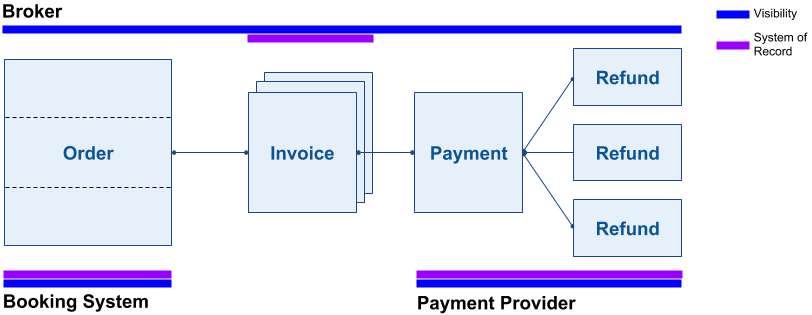 Broker
Visibility
System of
Record
Order
Invoice
Payment
Refund
Refund
Refund
Booking System
Payment Provider